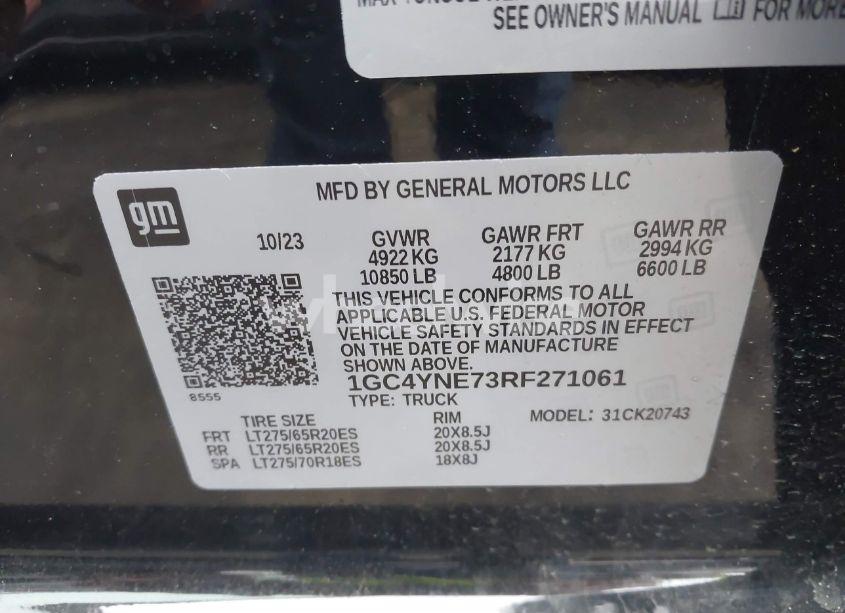 SEE OWNER'S MANUAL FOR MORE
gm
MFD BY GENERAL MOTORS LLC
10/23
GVWR
4922 KG
10850 LB
GAWR FRT
2177 KG
4800 LB
GAWR RR
2994 KG
6600 LB
THIS VEHICLE CONFORMS TO ALL
APPLICABLE U.S. FEDERAL MOTOR
VEHICLE SAFETY STANDARDS IN EFFECT
ON THE DATE OF MANUFACTURE
SHOWN ABOVE.
8555
1GC4YNE73RF271061
TYPE: TRUCK
MODEL: 31CK20743
TIRE SIZE RIM
FRT LT275/65R20ES 20X8.5J
RR LT275/65R20ES 20X8.5J
SPA LT275/70R18ES 18X8J